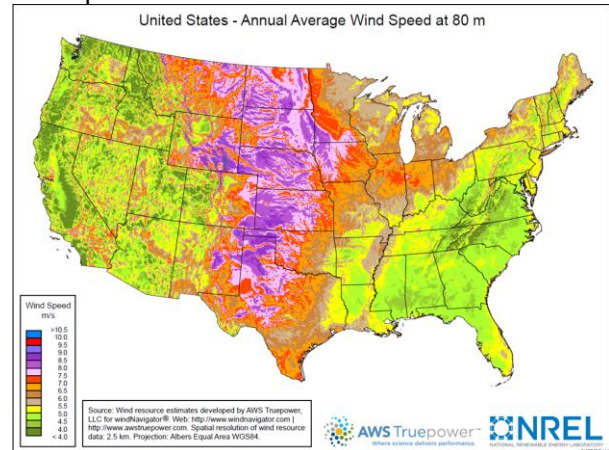 United States - Annual Average Wind Speed at 80 m
Wind Speed
m/s
>10.5
10.0
9.5
9.0
8.5
8.0
7.5
7.0
6.5
6.0
5.5
5.0
4.5
4.0
< 4.0
Source: Wind resource estimates developed by AWS Truepower,
LLC for windNavigator®. Web: http://www.windnavigator.com |
http://www.awstruepower.com. Spatial resolution of wind resource
data: 2.5 km. Projection: Albers Equal Area WGS84.
AWS Truepower™
Where science delivers performance.
NREL
NATIONAL RENEWABLE ENERGY LABORATORY